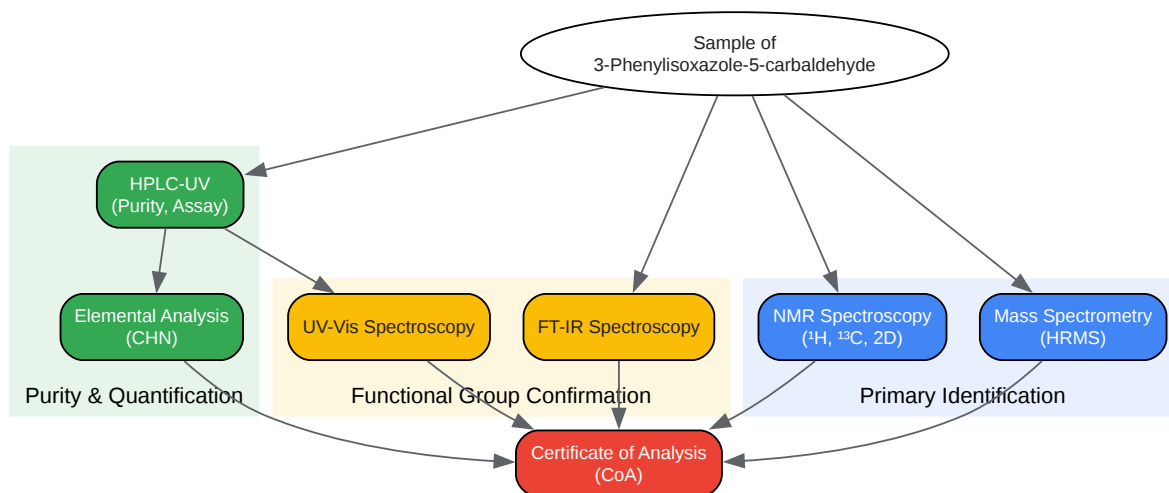 Sample of
3-Phenylisoxazole-5-carbaldehyde
HPLC-UV
(Purity, Assay)
Elemental Analysis
(CHN)
UV-Vis Spectroscopy
FT-IR Spectroscopy
NMR Spectroscopy
(¹H, ¹³C, 2D)
Mass Spectrometry
(HRMS)
Purity & Quantification
Functional Group Confirmation
Primary Identification
Certificate of Analysis
(CoA)